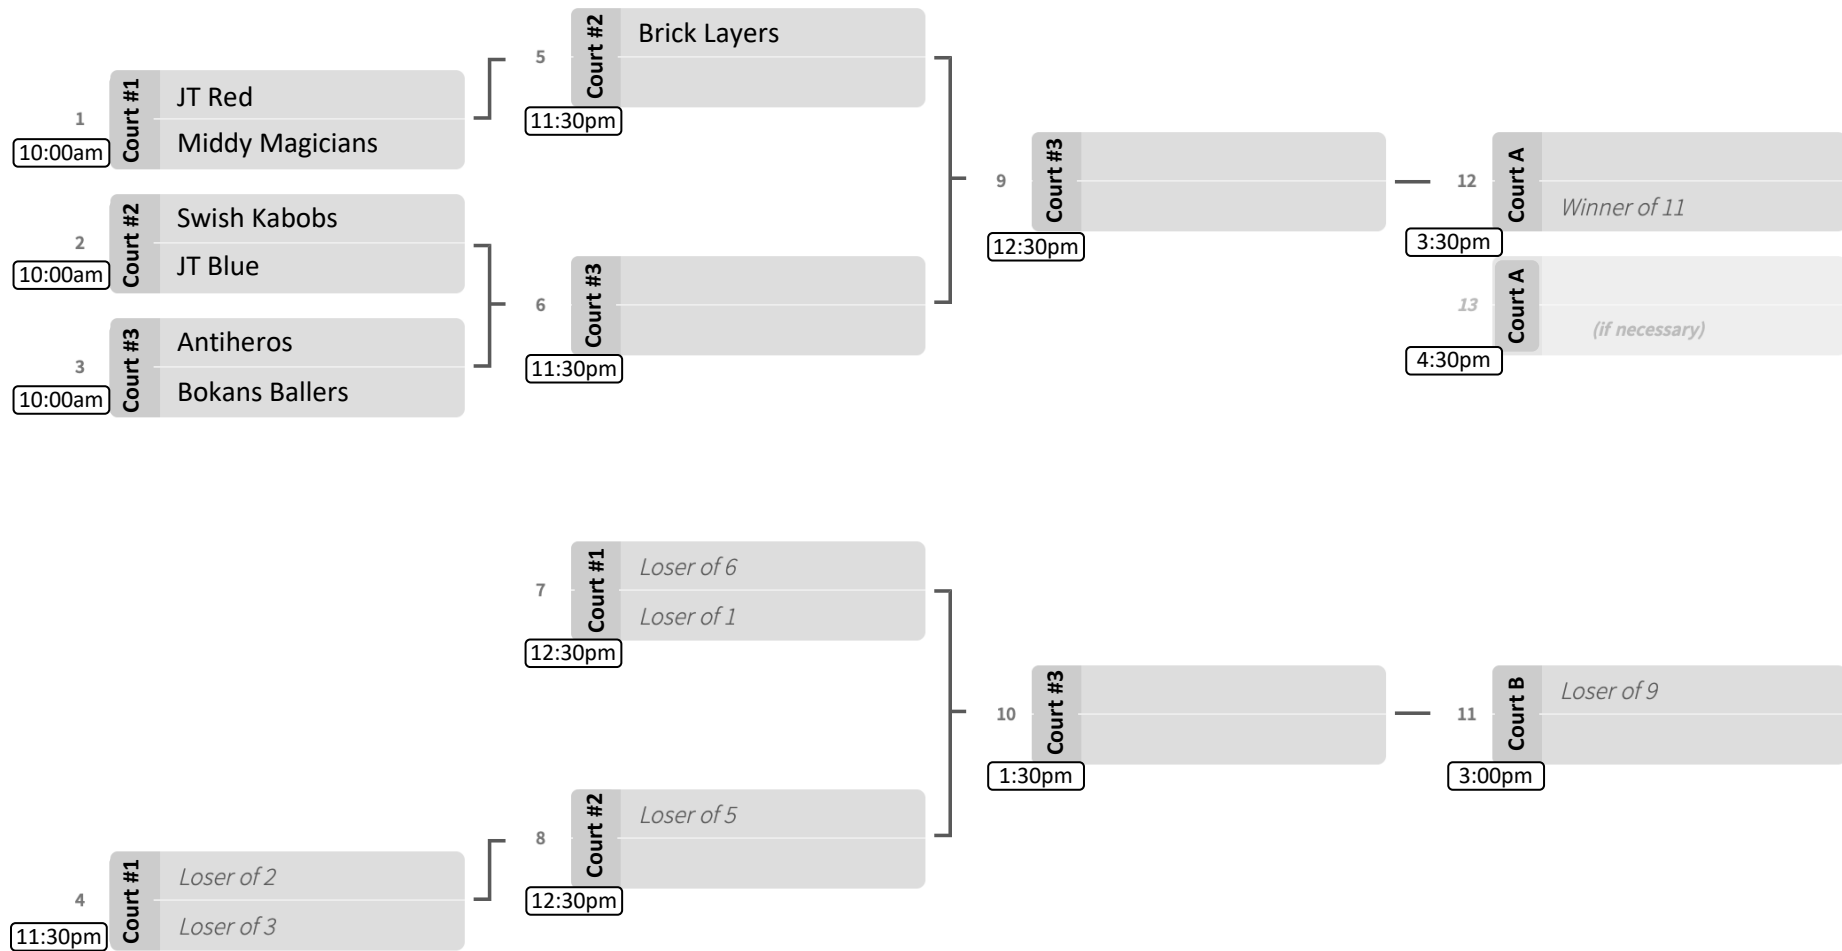 Court #1
1
JT Red
Middy Magicians
10:00am
Court #2
2
Swish Kabobs
JT Blue
10:00am
Court #3
3
Antiheros
Bokans Ballers
10:00am
Court #2
5
Brick Layers
11:30pm
Court #3
6
11:30pm
Court #3
9
12:30pm
Court A
12
Winner of 11
3:30pm
Court A
13
(if necessary)
4:30pm
Court #1
7
Loser of 6
Loser of 1
12:30pm
Court #1
4
Loser of 2
Loser of 3
11:30pm
Court #2
8
Loser of 5
12:30pm
Court #3
10
1:30pm
Court B
11
Loser of 9
3:00pm